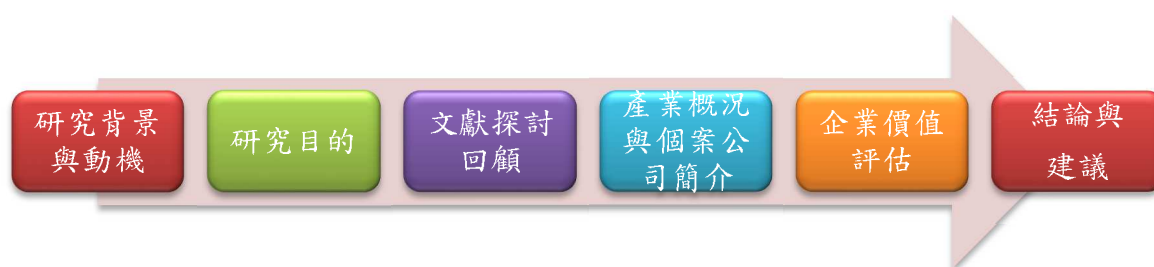 研究背景
與動機
研究目的
文獻探討
回顧
產業概況
與個案公
司簡介
企業價值
評估
結論與
建議